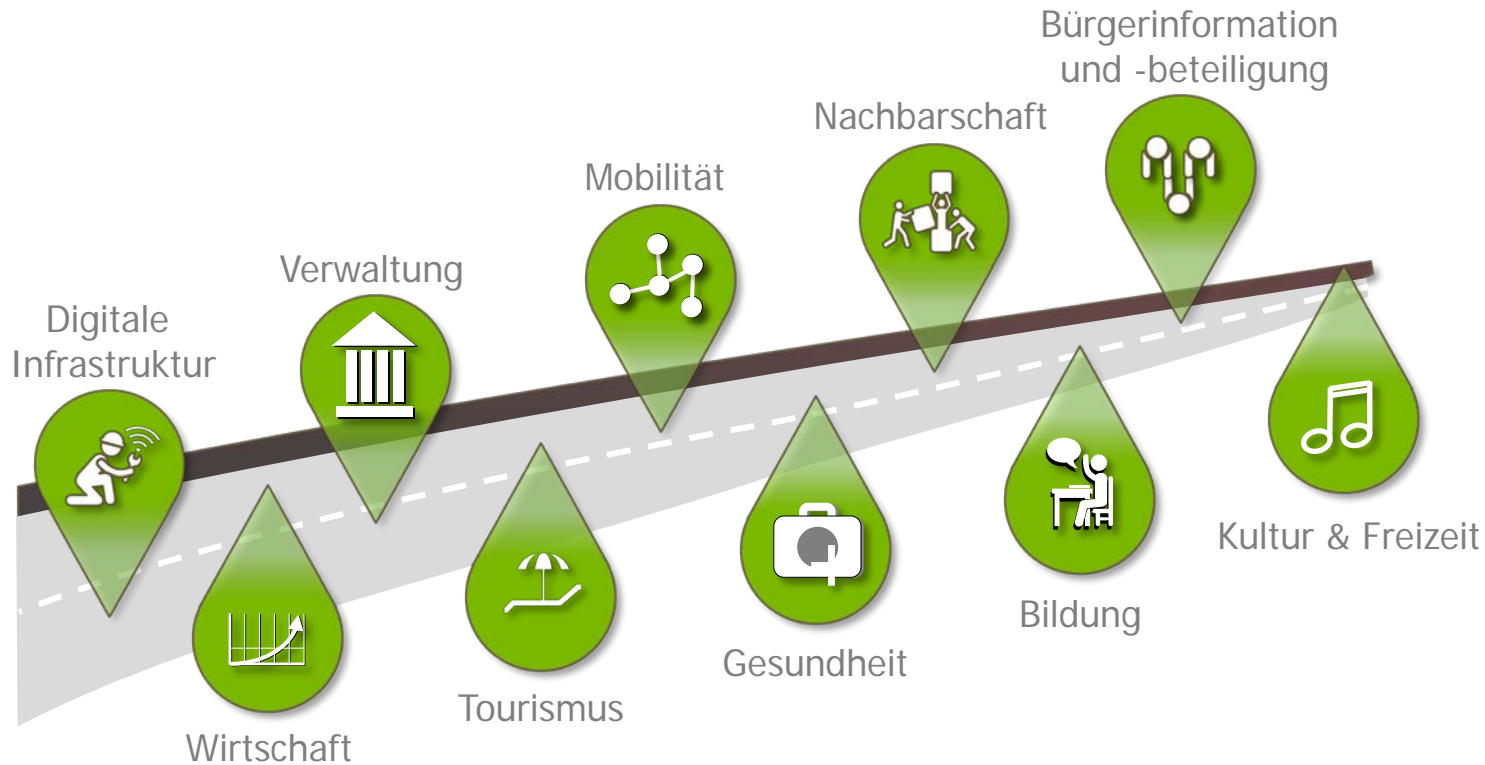 Bürgerinformation
und -beteiligung
Nachbarschaft
Mobilität
Verwaltung
Digitale
Infrastruktur
Kultur & Freizeit
Bildung
Gesundheit
Tourismus
Wirtschaft